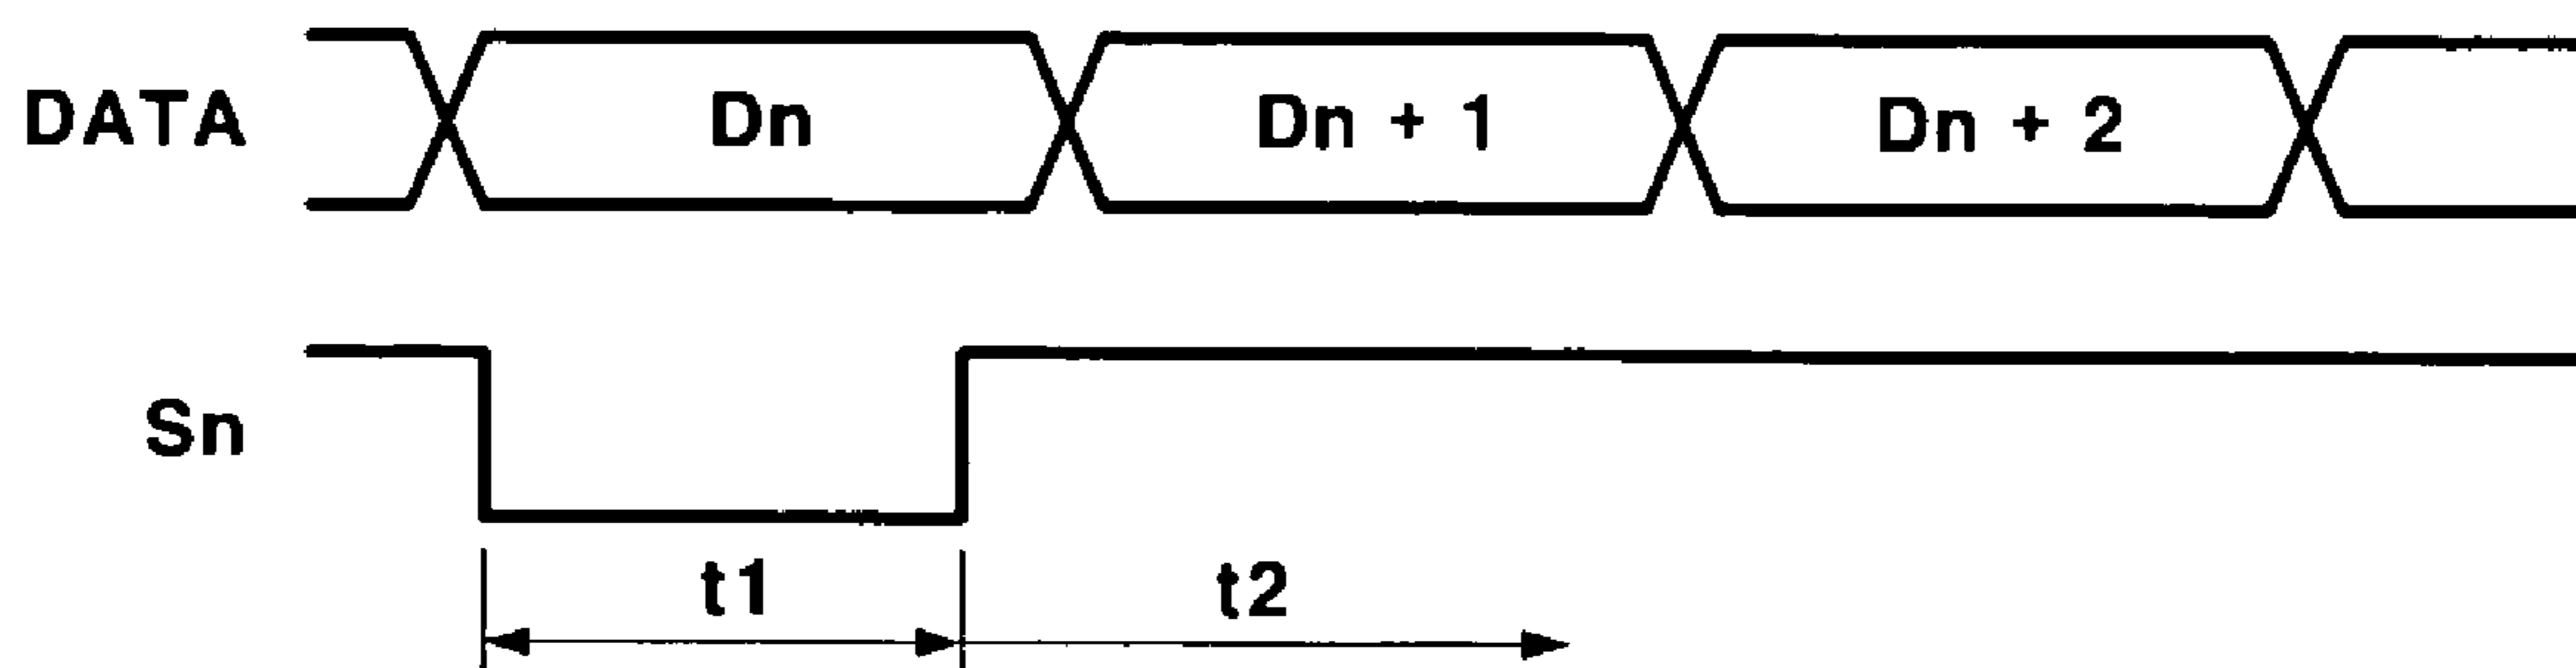 DATA Dn Dn + 1 Dn + 2
Sn
t1 t2